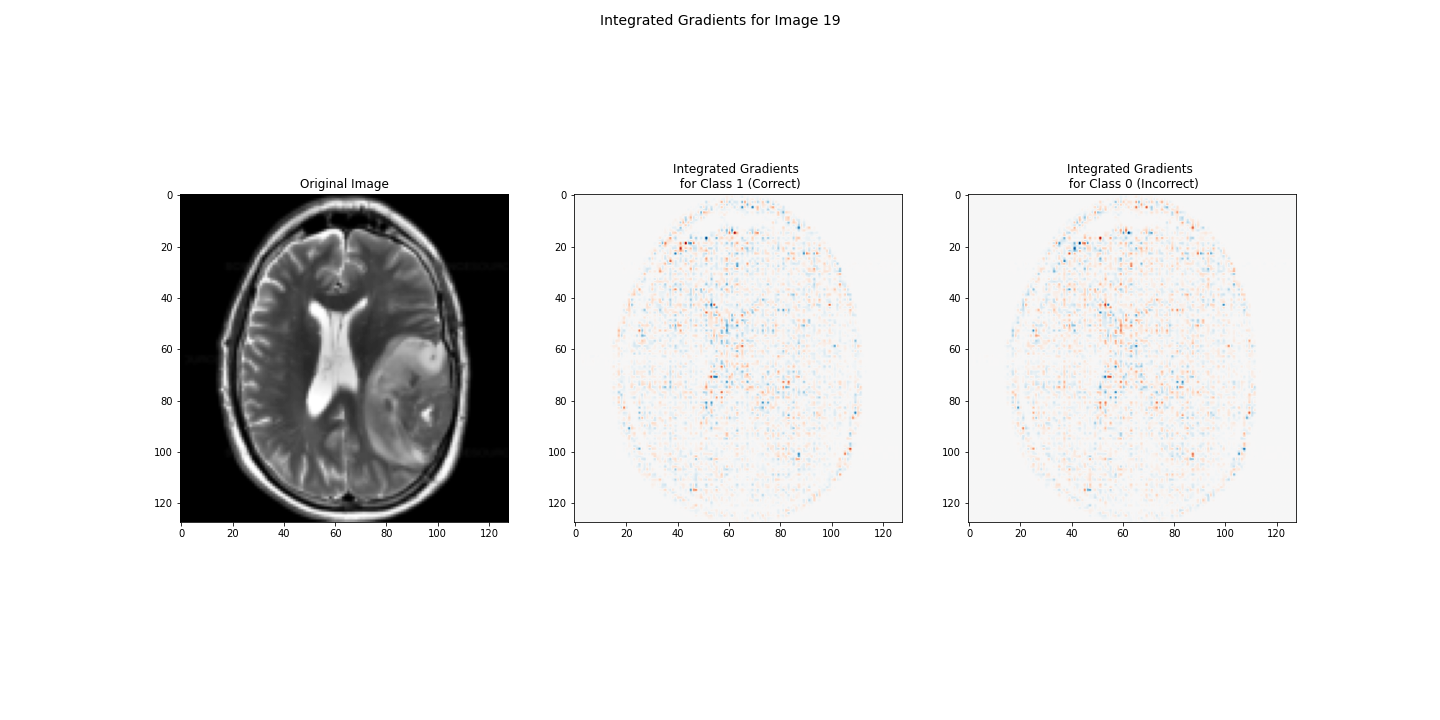 Integrated Gradients for Image 19
Original Image
0
20
40
60
80
100
120
0 20 40 60 80 100 120
Integrated Gradients
for Class 1 (Correct)
0
20
40
60
80
100
120
0 20 40 60 80 100 120
Integrated Gradients
for Class 0 (Incorrect)
0
20
40
60
80
100
120
0 20 40 60 80 100 120